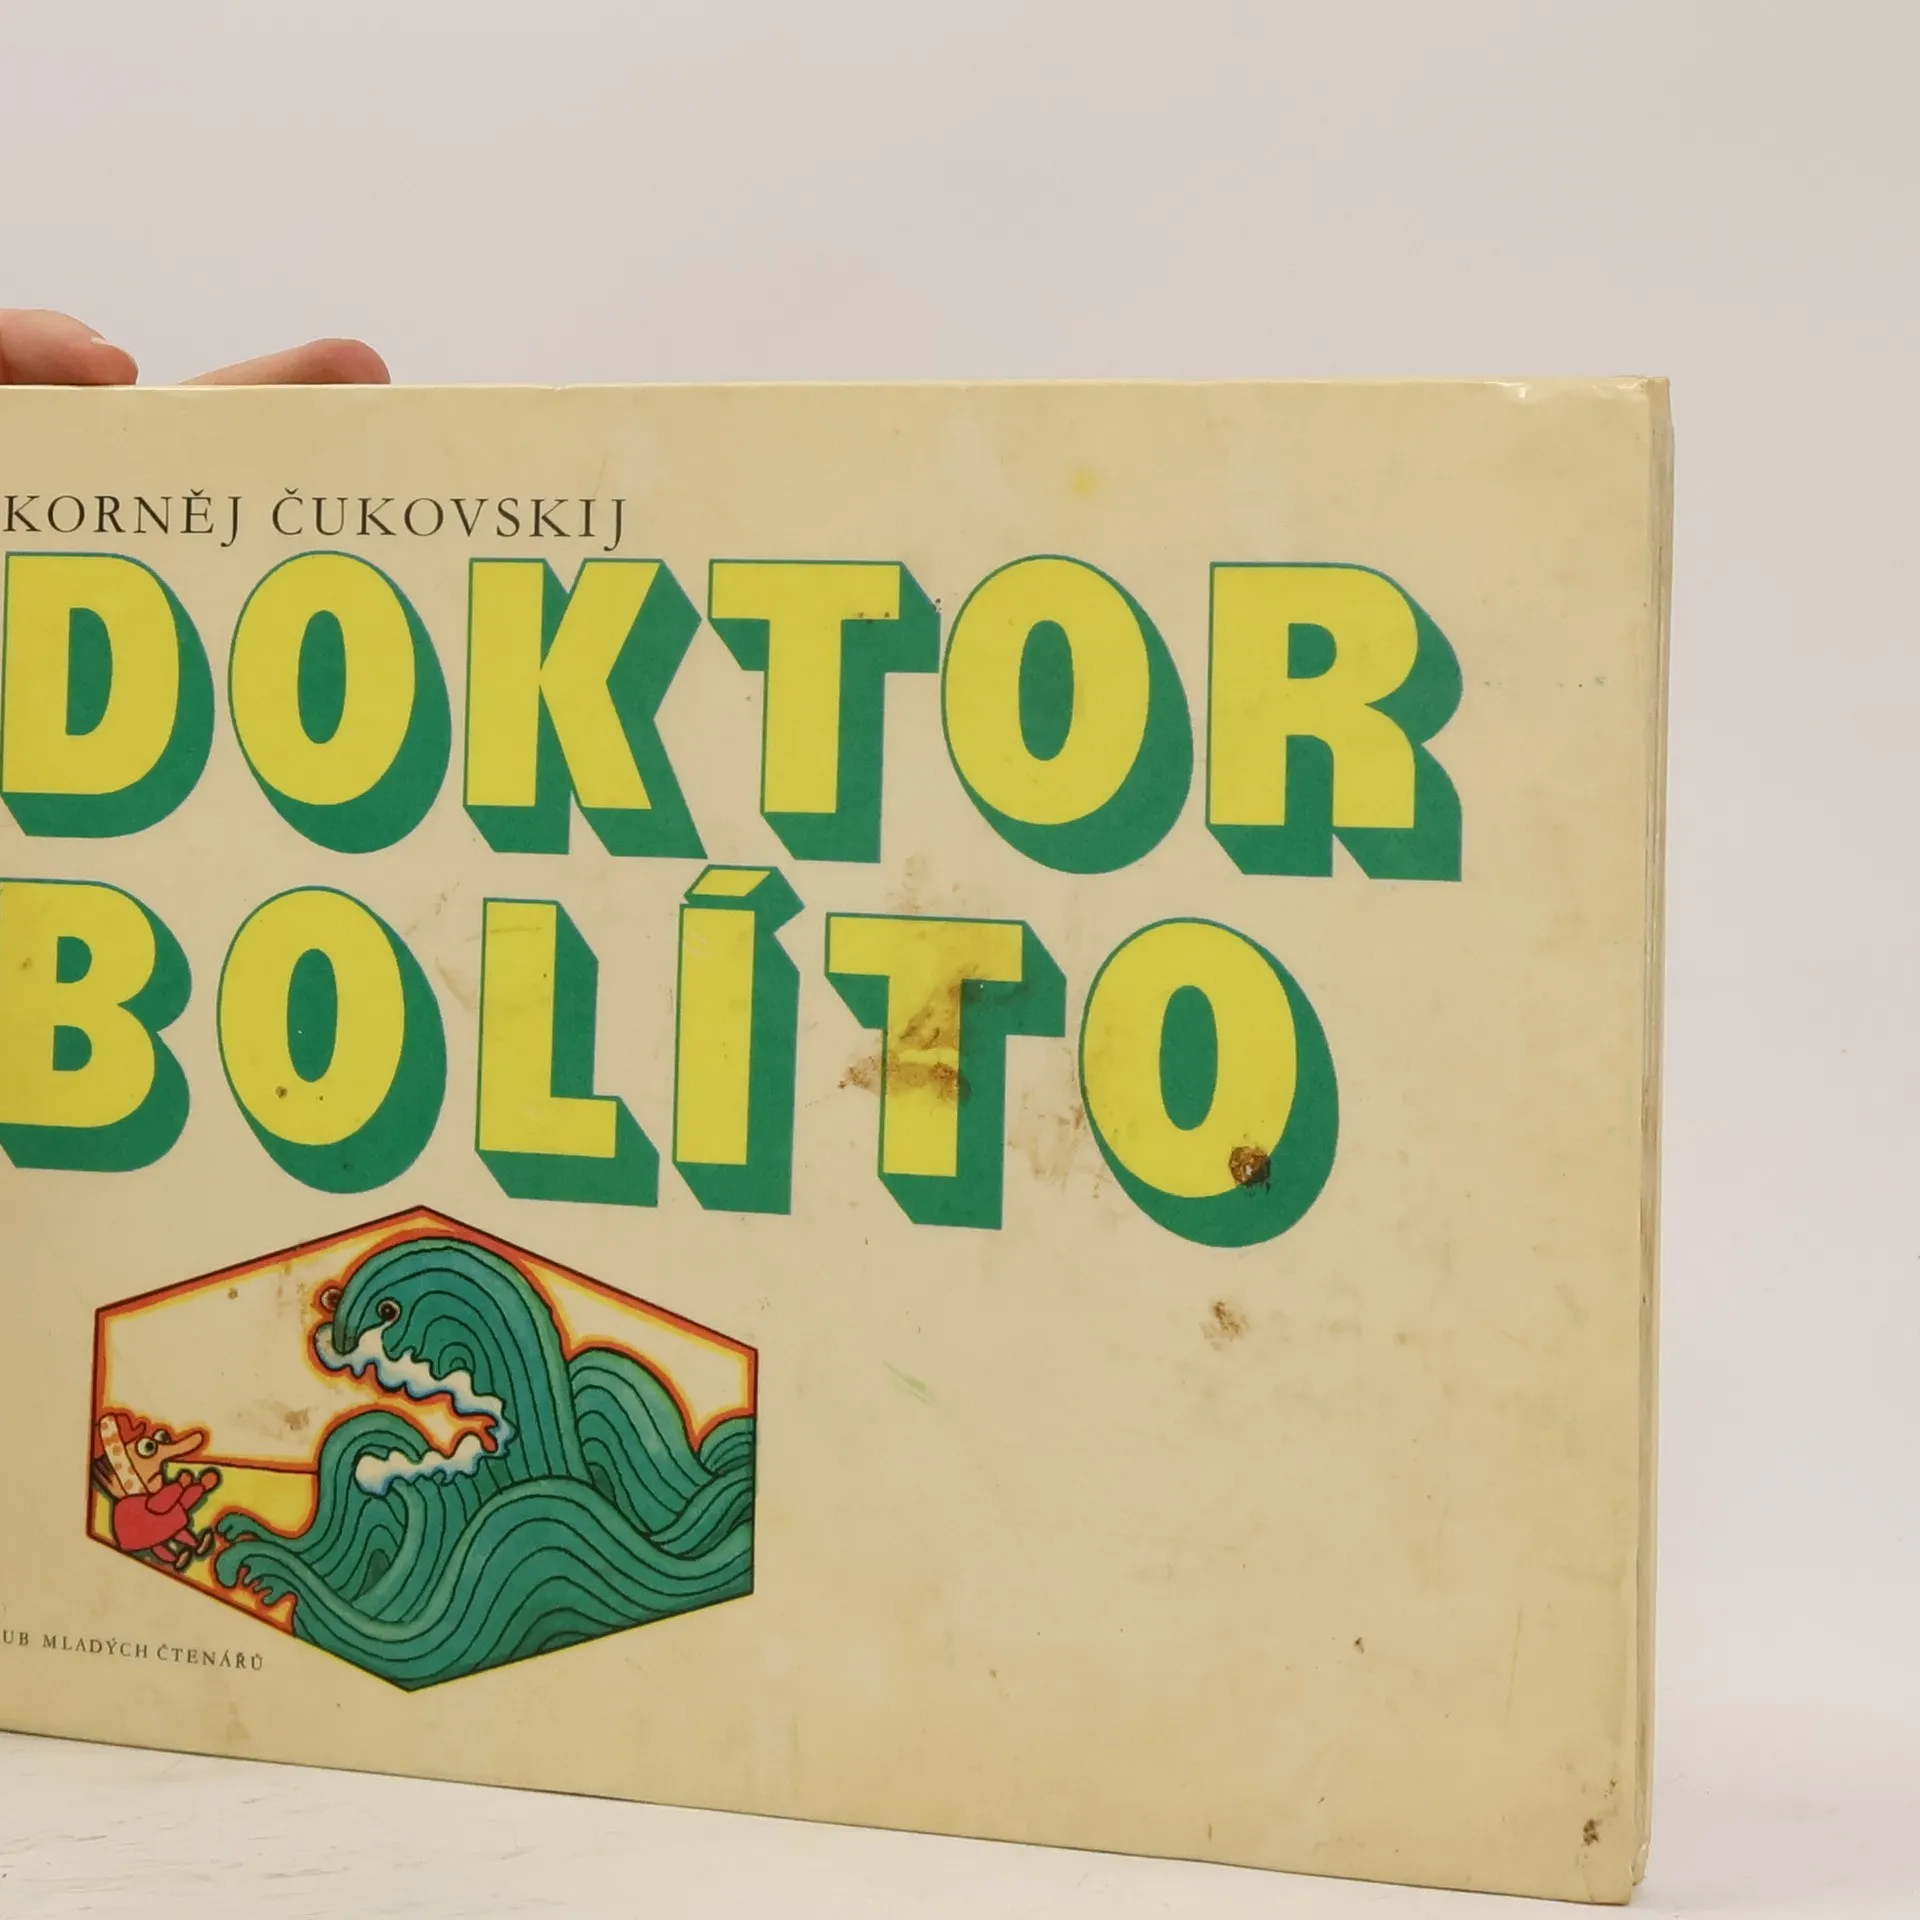 KORNĚJ ČUKOVSKIJ
DOKTOR
BOLÍTO
UB MLADÝCH ČTENÁŘŮ